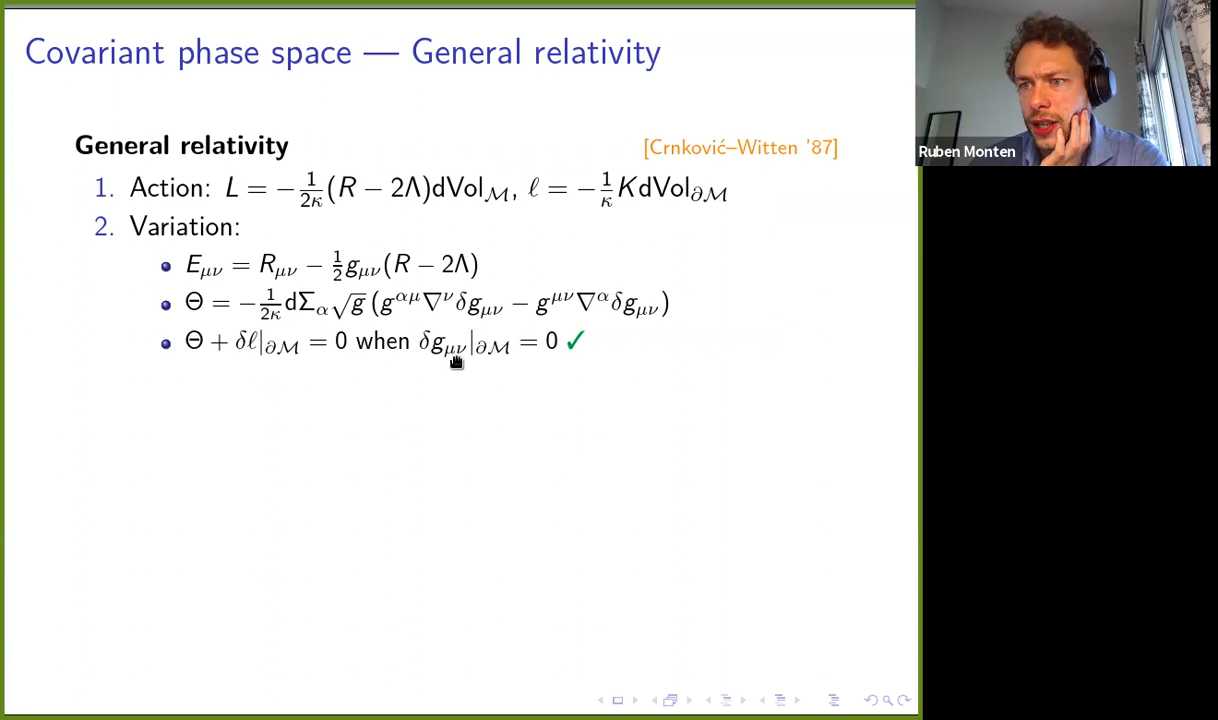 Covariant phase space — General relativity
Ruben Monten
General relativity [Crnković–Witten '87]
1. Action: L = −1/2κ (R − 2Λ)dVol_ℳ, ℓ = −1/κ KdVol_∂ℳ
2. Variation:
E_μν = R_μν − 1/2 g_μν(R − 2Λ)
Θ = −1/2κ dΣ_α √g (g^αμ ∇^ν δg_μν − g^μν ∇^α δg_μν)
Θ + δℓ|_∂ℳ = 0 when δg_μν|_∂ℳ = 0 ✓